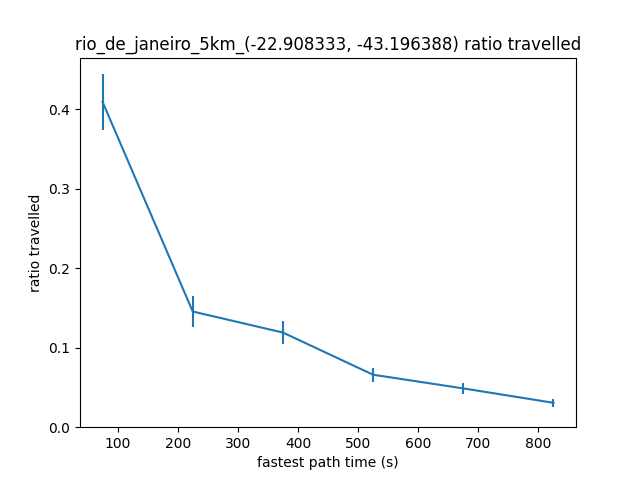 rio_de_janeiro_5km_(-22.908333, -43.196388) ratio travelled
0.4
0.3
0.2
0.1
0.0
ratio travelled
100 200 300 400 500 600 700 800
fastest path time (s)